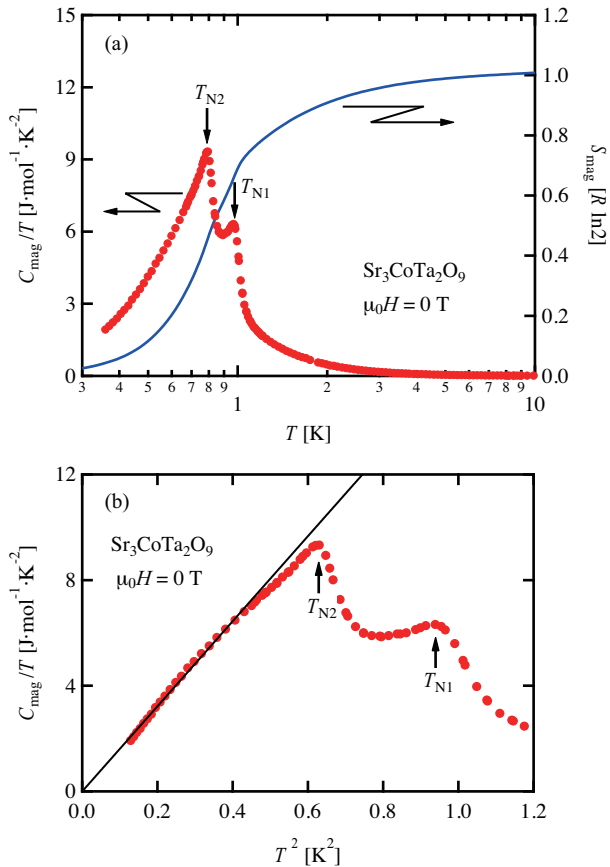 (a)
15
12
9
6
3
0
C_mag/T [J·mol⁻¹·K⁻²]
1.2
1.0
0.8
0.6
0.4
0.2
0.0
S_mag [R ln2]
T_N2
T_N1
Sr₃CoTa₂O₉
μ₀H = 0 T
3 4 5 6 7 8 9 1 2 3 4 5 6 7 8 9 10
T [K]
(b)
12
8
4
0
C_mag/T [J·mol⁻¹·K⁻²]
Sr₃CoTa₂O₉
μ₀H = 0 T
T_N2
T_N1
0.0 0.2 0.4 0.6 0.8 1.0 1.2
T² [K²]